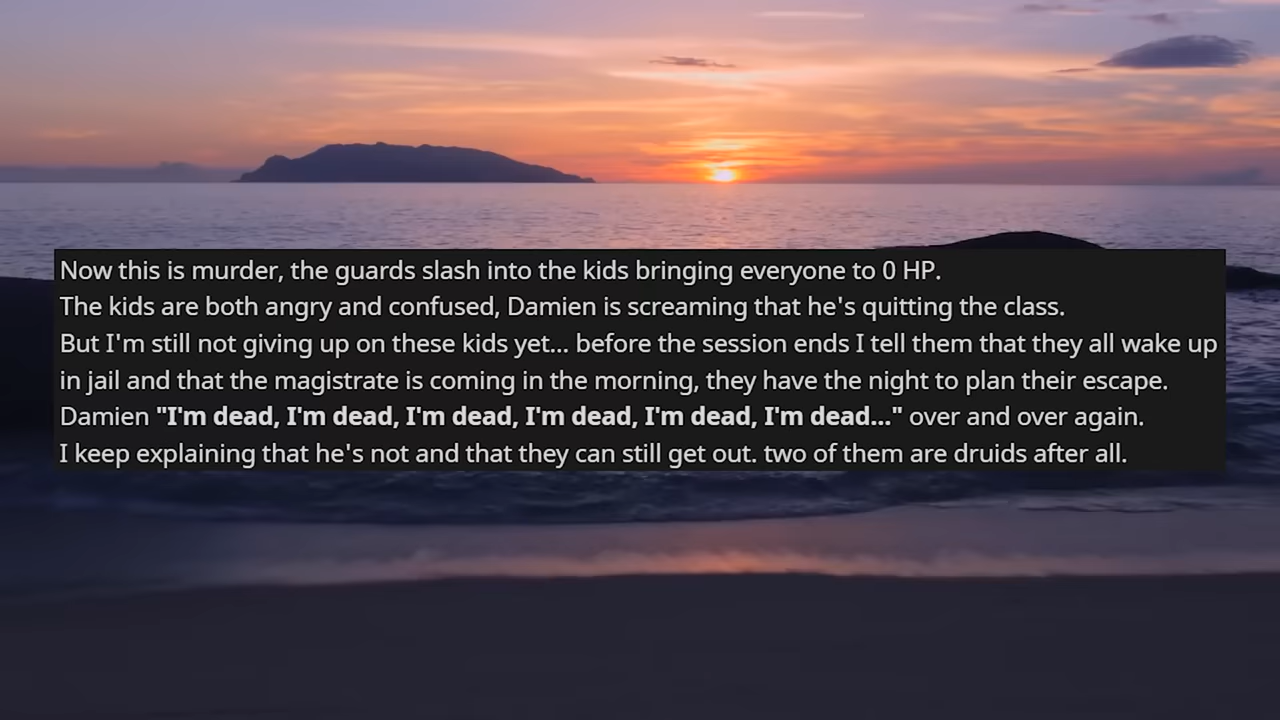 Now this is murder, the guards slash into the kids bringing everyone to 0 HP.
The kids are both angry and confused, Damien is screaming that he's quitting the class.
But I'm still not giving up on these kids yet... before the session ends I tell them that they all wake up
in jail and that the magistrate is coming in the morning, they have the night to plan their escape.
Damien "I'm dead, I'm dead, I'm dead, I'm dead, I'm dead, I'm dead..." over and over again.
I keep explaining that he's not and that they can still get out. two of them are druids after all.